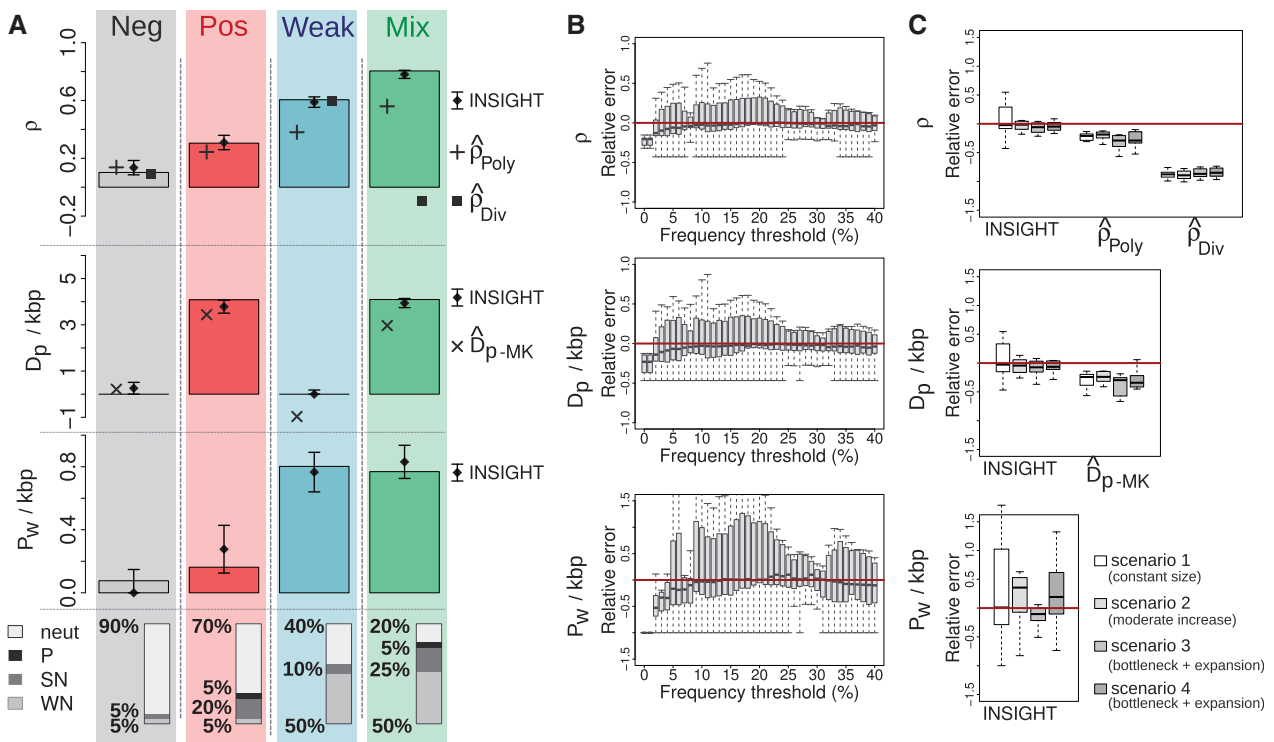 A
Neg
Pos
Weak
Mix
ρ
1.0
0.6
0.2
−0.2
INSIGHT
ρ̂Poly
ρ̂Div
Dp / kbp
5
3
1
−1
INSIGHT
D̂p-MK
Pw / kbp
0.8
0.4
0.0
INSIGHT
neut
P
SN
WN
90%
5%
5%
70%
5%
20%
5%
40%
10%
50%
20%
5%
25%
50%
B
ρ
Relative error
1.0
0.5
0.0
−0.5
−1.0
0 5 10 15 20 25 30 35 40
Frequency threshold (%)
Dp / kbp
Relative error
1.0
0.5
0.0
−0.5
−1.0
0 5 10 15 20 25 30 35 40
Frequency threshold (%)
Pw / kbp
Relative error
1.5
0.5
−0.5
−1.5
0 5 10 15 20 25 30 35 40
Frequency threshold (%)
C
ρ
Relative error
1.5
1.0
0.0
−0.5
−1.5
INSIGHT
ρ̂Poly
ρ̂Div
Dp / kbp
Relative error
1.5
1.0
0.0
−0.5
−1.5
INSIGHT
D̂p-MK
Pw / kbp
Relative error
1.5
1.0
0.0
−0.5
−1.5
INSIGHT
scenario 1
(constant size)
scenario 2
(moderate increase)
scenario 3
(bottleneck + expansion)
scenario 4
(bottleneck + expansion)